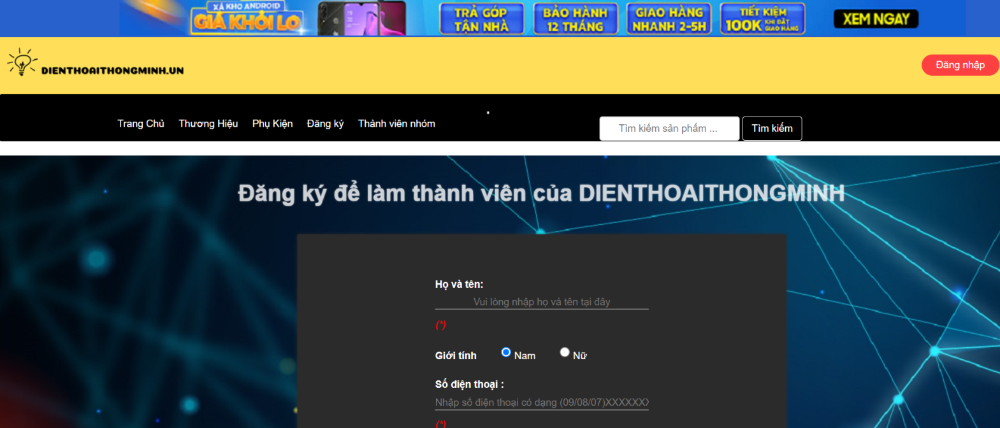 XẢ KHO ANDROID
GIÁ KHỎI LO
TRẢ GÓP
TẬN NHÀ
BẢO HÀNH
12 THÁNG
GIAO HÀNG
NHANH 2-5H
TIẾT KIỆM
100K KHI ĐẶT GIAO HÀNG
XEM NGAY
DIENTHOAITHONGMINH.UN
Đăng nhập
Trang Chủ Thương Hiệu Phụ Kiện Đăng ký Thành viên nhóm
Tìm kiếm sản phẩm ... Tìm kiếm
Đăng ký để làm thành viên của DIENTHOAITHONGMINH
Họ và tên:
Vui lòng nhập họ và tên tại đây
(*)
Giới tính Nam Nữ
Số điện thoại :
Nhập số điện thoại có dạng (09/08/07)XXXXXX
(*)